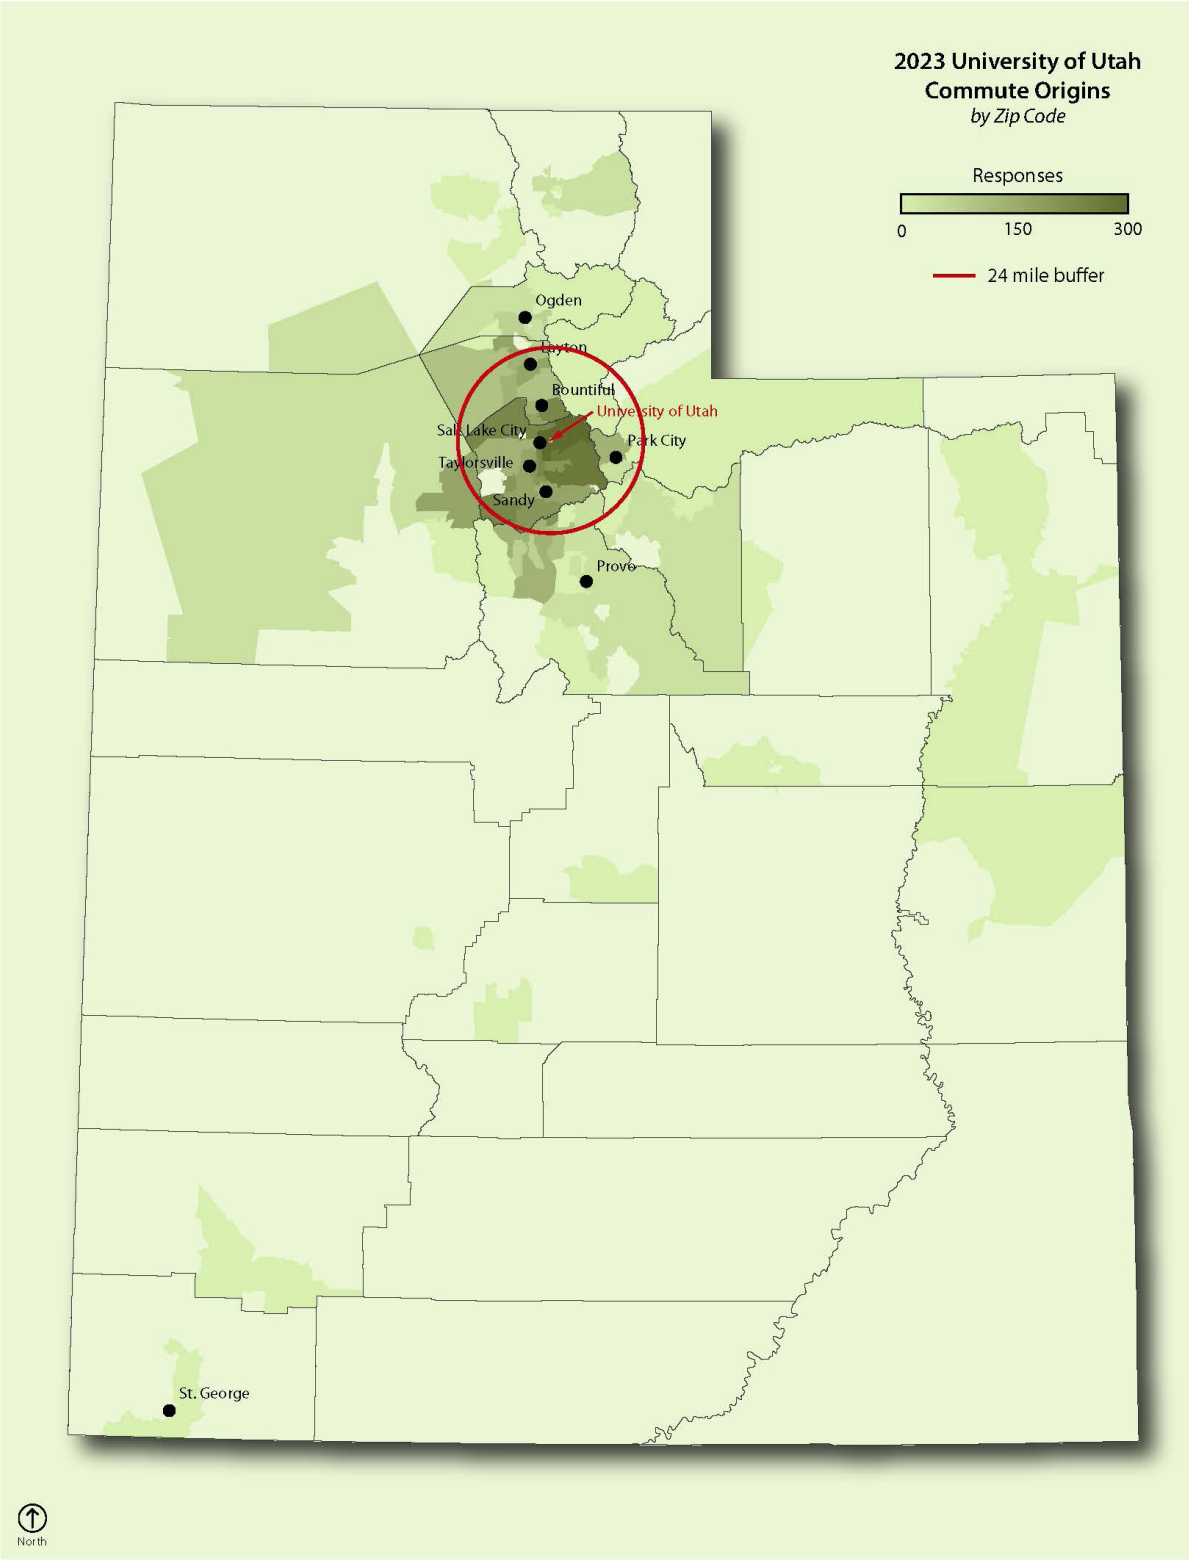 2023 University of Utah
Commute Origins
by Zip Code
Responses
0 150 300
24 mile buffer
Ogden
Layton
Bountiful
University of Utah
Salt Lake City
Park City
Taylorsville
Sandy
Provo
St. George
North